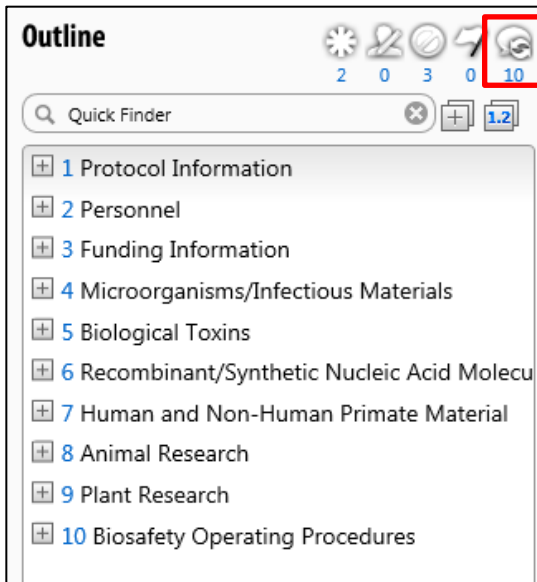 Outline
2 0 3 0 10
Quick Finder
1.2
1 Protocol Information
2 Personnel
3 Funding Information
4 Microorganisms/Infectious Materials
5 Biological Toxins
6 Recombinant/Synthetic Nucleic Acid Molecu
7 Human and Non-Human Primate Material
8 Animal Research
9 Plant Research
10 Biosafety Operating Procedures